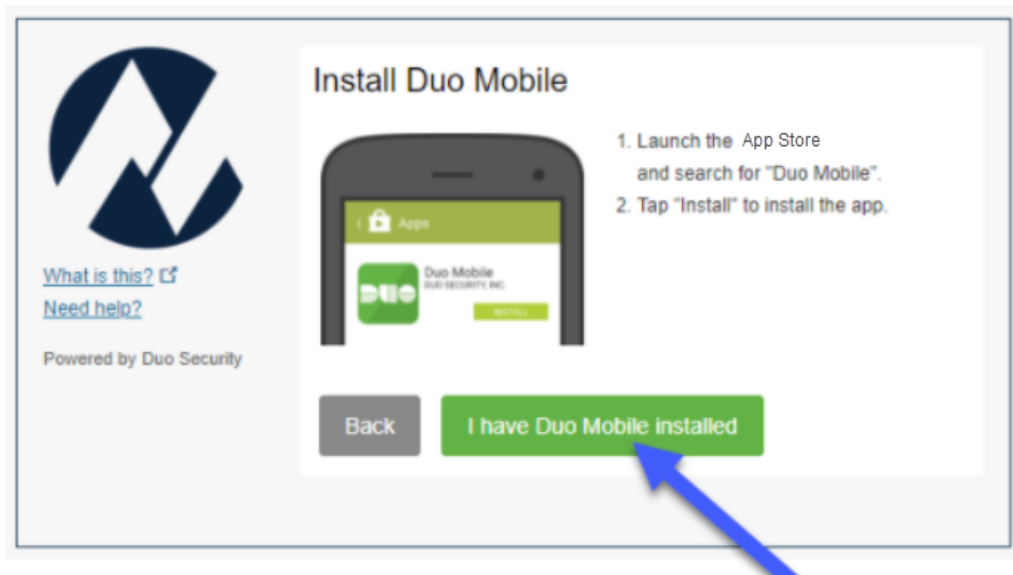 Install Duo Mobile
1. Launch the App Store
and search for "Duo Mobile".
2. Tap "Install" to install the app.
Apps
Duo Mobile
DUO SECURITY, INC.
DUO
INSTALL
What is this?
Need help?
Powered by Duo Security
Back
I have Duo Mobile installed